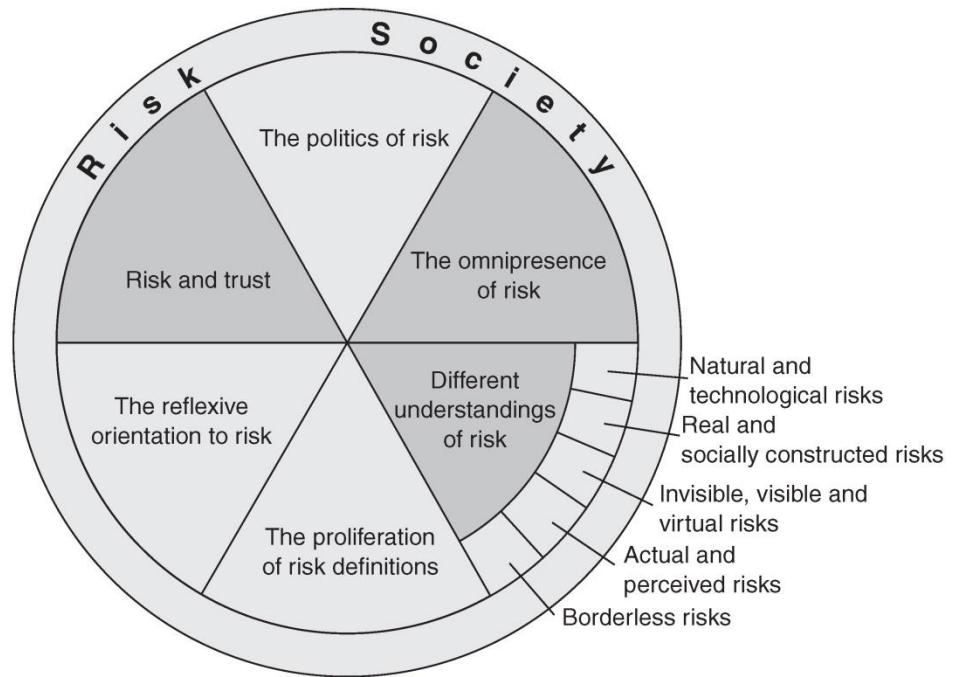 Risk Society
The politics of risk
The omnipresence
of risk
Risk and trust
Different
understandings
of risk
The reflexive
orientation to risk
The proliferation
of risk definitions
Natural and
technological risks
Real and
socially constructed risks
Invisible, visible and
virtual risks
Actual and
perceived risks
Borderless risks